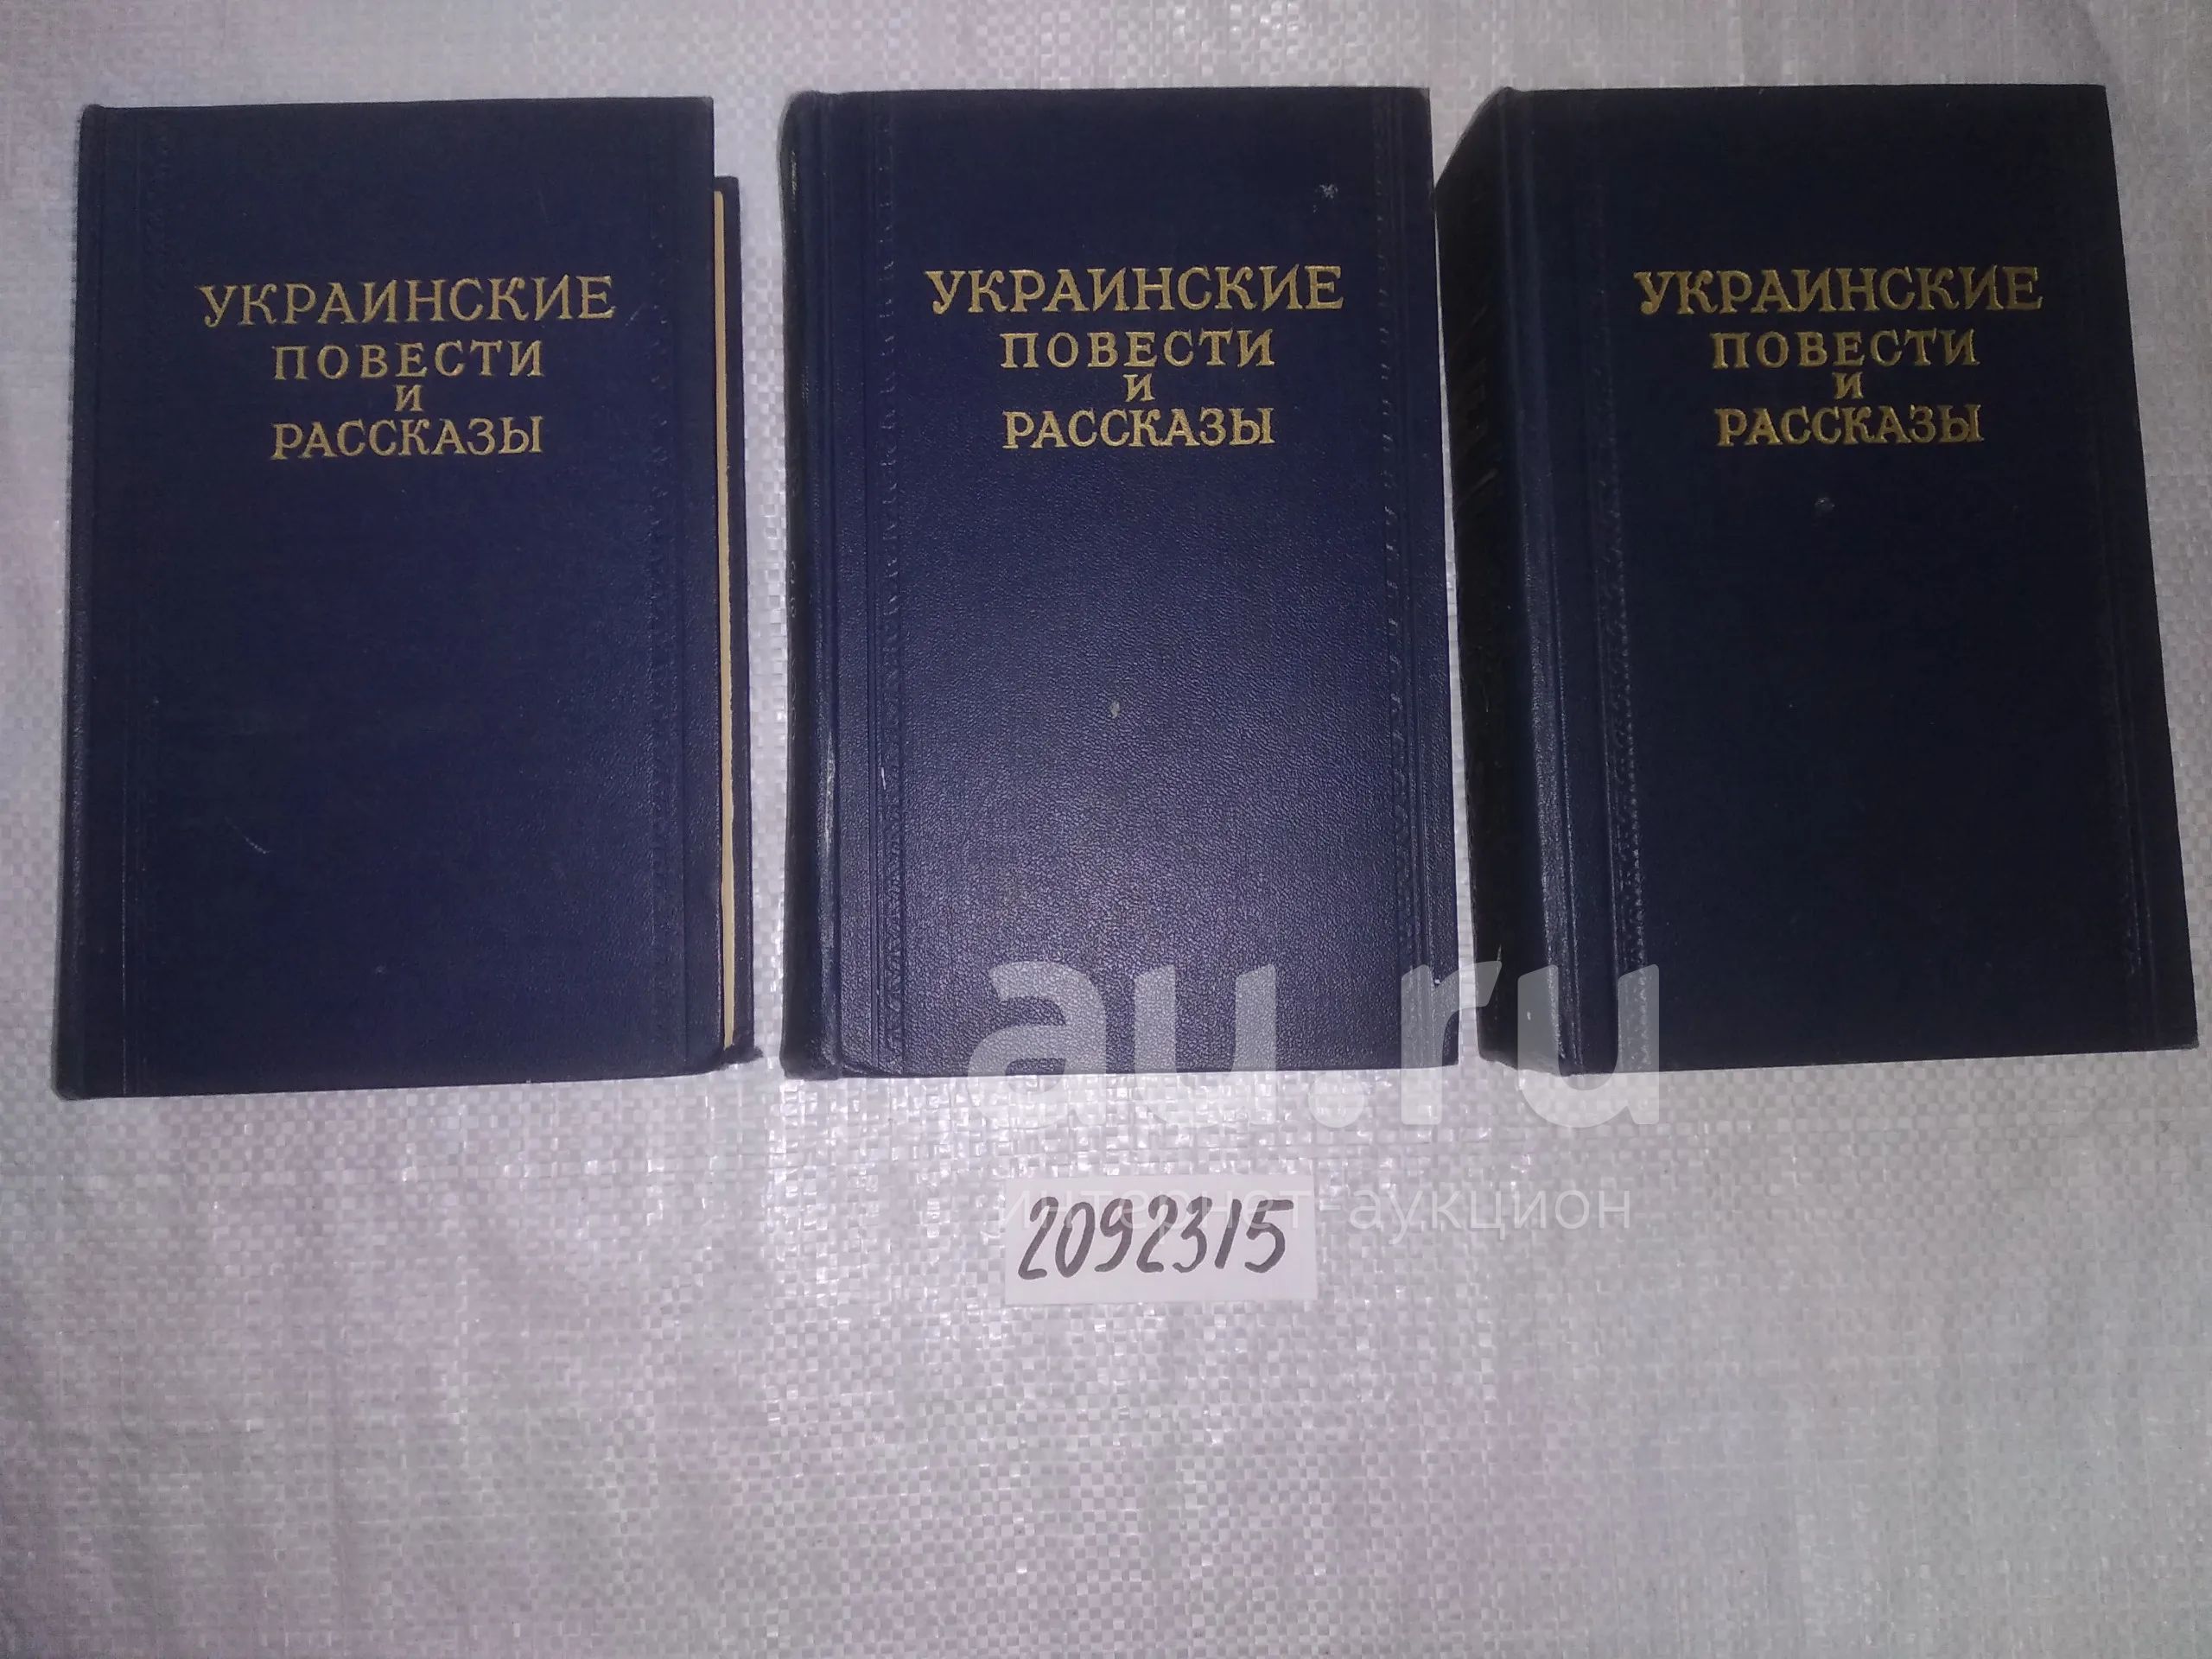 УКРАИНСКИЕ
ПОВЕСТИ
И
РАССКАЗЫ
УКРАИНСКИЕ
ПОВЕСТИ
И
РАССКАЗЫ
УКРАИНСКИЕ
ПОВЕСТИ
И
РАССКАЗЫ
au.ru
интернет-аукцион
2092315